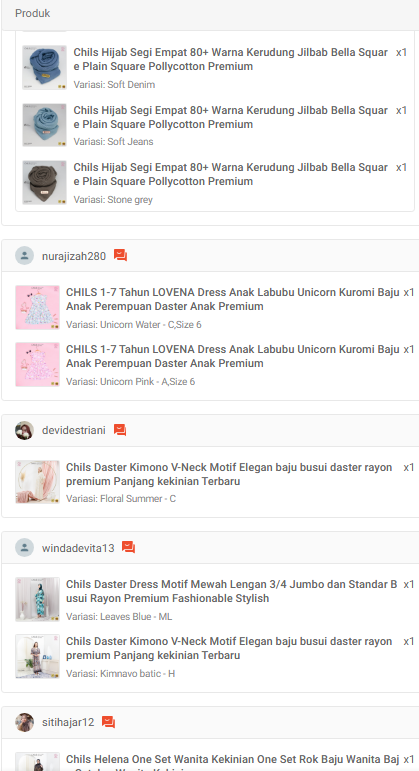 Produk
Chils Hijab Segi Empat 80+ Warna Kerudung Jilbab Bella Squar x1
e Plain Square Pollycotton Premium
Variasi: Soft Denim
Chils Hijab Segi Empat 80+ Warna Kerudung Jilbab Bella Squar x1
e Plain Square Pollycotton Premium
Variasi: Soft Jeans
Chils Hijab Segi Empat 80+ Warna Kerudung Jilbab Bella Squar x1
e Plain Square Pollycotton Premium
Variasi: Stone grey
nurajizah280
CHILS 1-7 Tahun LOVENA Dress Anak Labubu Unicorn Kuromi Baju x1
Anak Perempuan Daster Anak Premium
Variasi: Unicorn Water - C,Size 6
CHILS 1-7 Tahun LOVENA Dress Anak Labubu Unicorn Kuromi Baju x1
Anak Perempuan Daster Anak Premium
Variasi: Unicorn Pink - A,Size 6
devidestriani
Chils Daster Kimono V-Neck Motif Elegan baju busui daster rayon x1
premium Panjang kekinian Terbaru
Variasi: Floral Summer - C
windadevita13
Chils Daster Dress Motif Mewah Lengan 3/4 Jumbo dan Standar B x1
usui Rayon Premium Fashionable Stylish
Variasi: Leaves Blue - ML
Chils Daster Kimono V-Neck Motif Elegan baju busui daster rayon x1
premium Panjang kekinian Terbaru
Variasi: Kimnavo batic - H
sitihajar12
Chils Helena One Set Wanita Kekinian One Set Rok Baju Wanita Baj x1